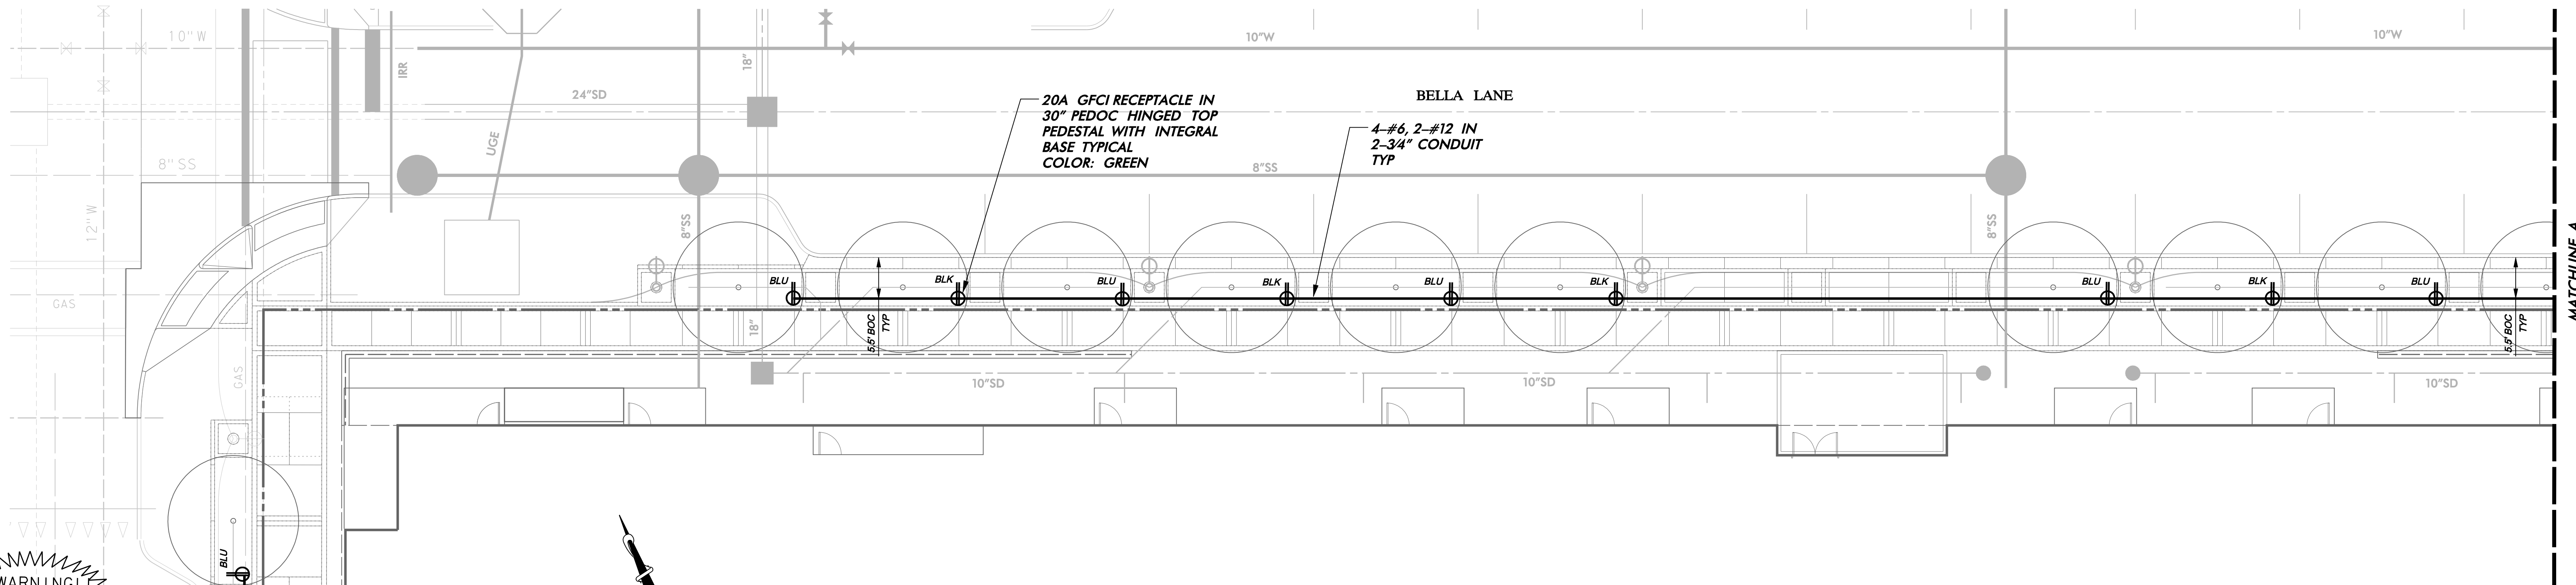 10"W
10"W
10"W
IRR
18"
24"SD
20A GFCI RECEPTACLE IN
30" PEDOC HINGED TOP
PEDESTAL WITH INTEGRAL
BASE TYPICAL
COLOR: GREEN
BELLA LANE
4-#6, 2-#12 IN
2-3/4" CONDUIT
TYP
UGE
8"SS
8"SS
12"W
8"SS
8"SS
MATCHLINE A
BLU
BLK
BLU
BLK
BLU
BLK
BLU
BLK
BLU
GAS
18"
5.5' BOC
TYP
5.5' BOC
TYP
GAS
10"SD
10"SD
10"SD
BLU
WARNING!